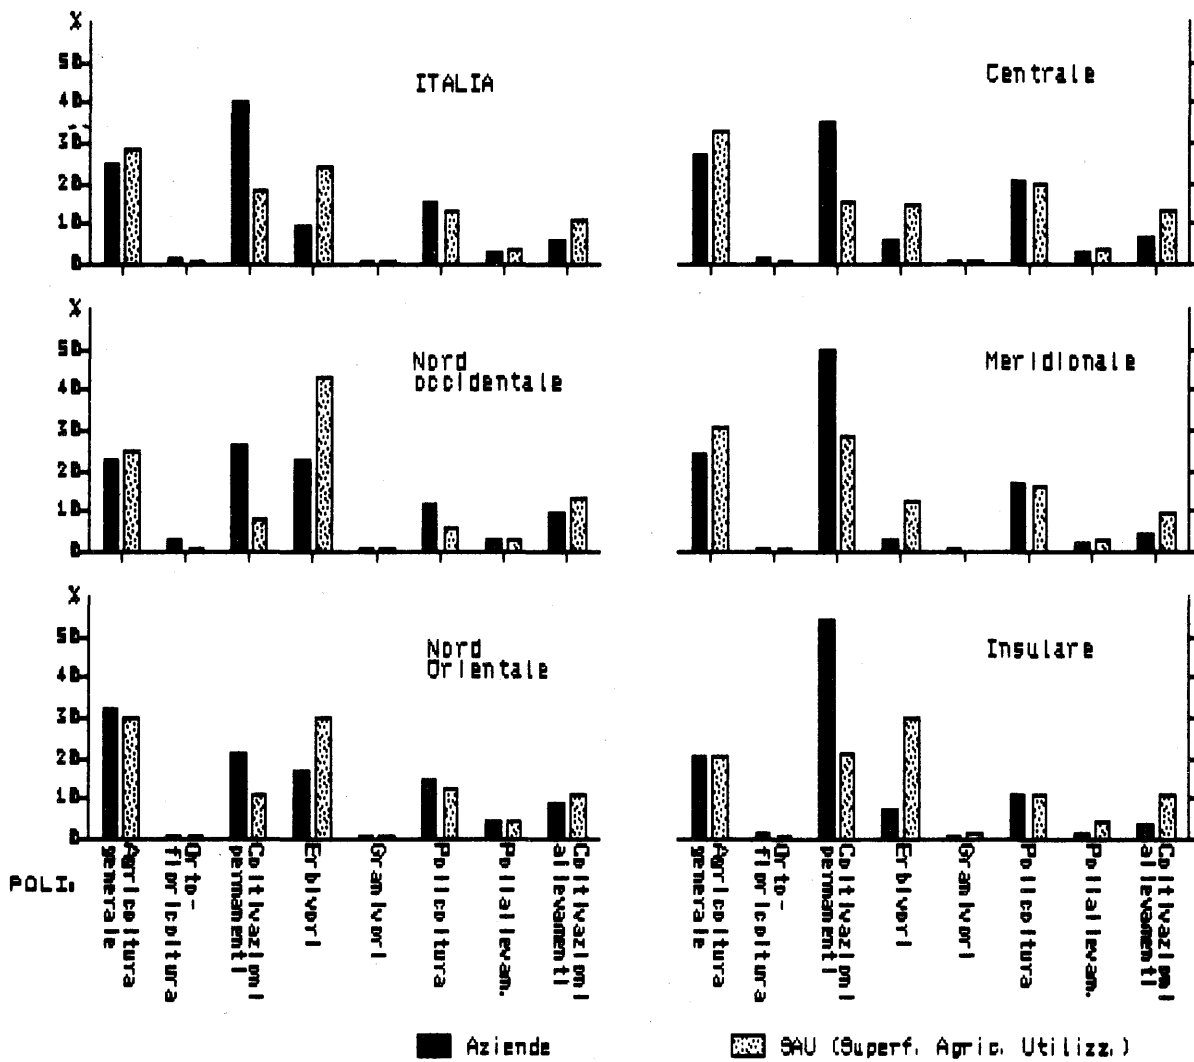 %
50
40
30
20
10
0
ITALIA
Centrale
%
50
40
30
20
10
0
Nord
occidentale
Meridionale
%
50
40
30
20
10
0
Nord
Orientale
Insulare
POLI:
Agricoltura
generale
Orto-
floricoltura
Coltivazioni
permanenti
Erbivori
Granivori
Policoltura
Poliallevam.
Coltivazioni
allevamenti
Agricoltura
generale
Orto-
floricoltura
Coltivazioni
permanenti
Erbivori
Granivori
Policoltura
Poliallevam.
Coltivazioni
allevamenti
Aziende
SAU (Superf. Agric. Utilizz.)